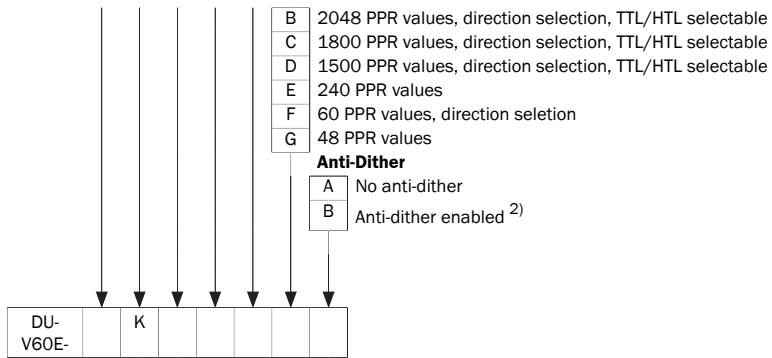 B 2048 PPR values, direction selection, TTL/HTL selectable
C 1800 PPR values, direction selection, TTL/HTL selectable
D 1500 PPR values, direction selection, TTL/HTL selectable
E 240 PPR values
F 60 PPR values, direction seletion
G 48 PPR values
Anti-Dither
A No anti-dither
B Anti-dither enabled 2)
DU-
V60E-
K